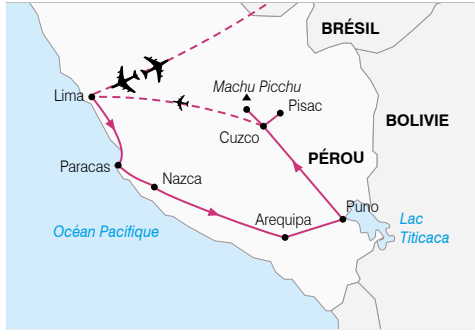 BRÉSIL
Machu Picchu
Lima
Pisac
BOLIVIE
Cuzco
PÉROU
Paracas
Nazca
Puno
Arequipa
Lac
Titicaca
Océan Pacifique